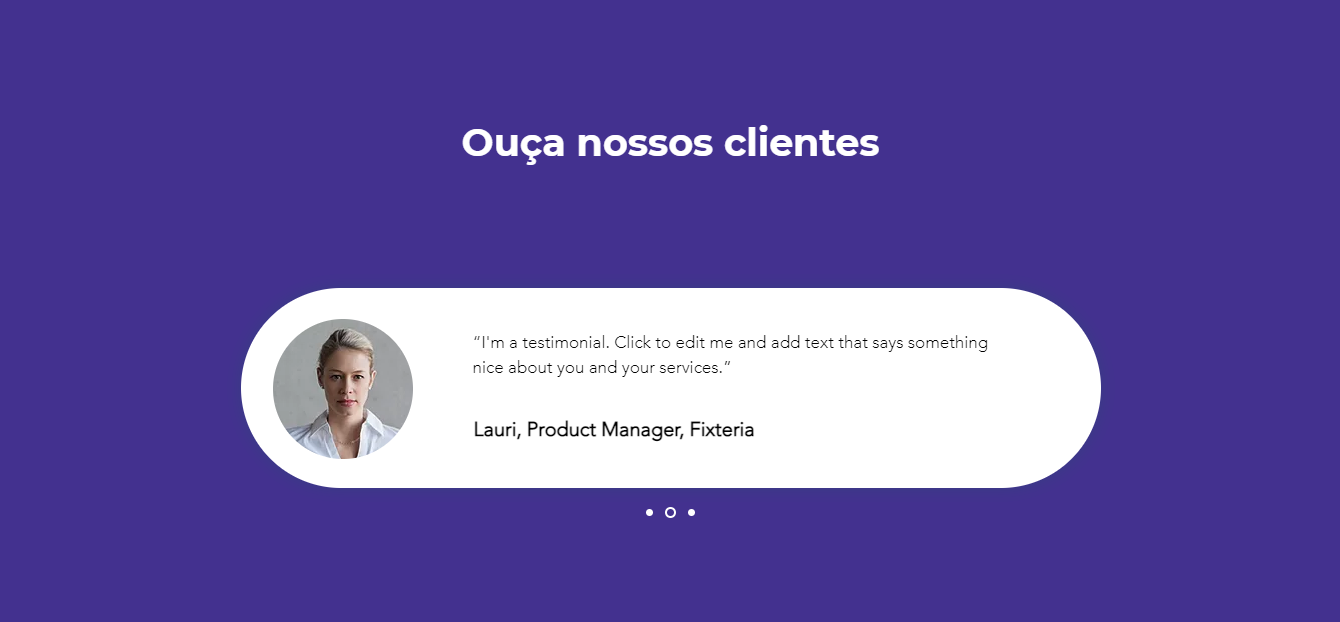 Ouça nossos clientes
“I'm a testimonial. Click to edit me and add text that says something
nice about you and your services.”
Lauri, Product Manager, Fixteria